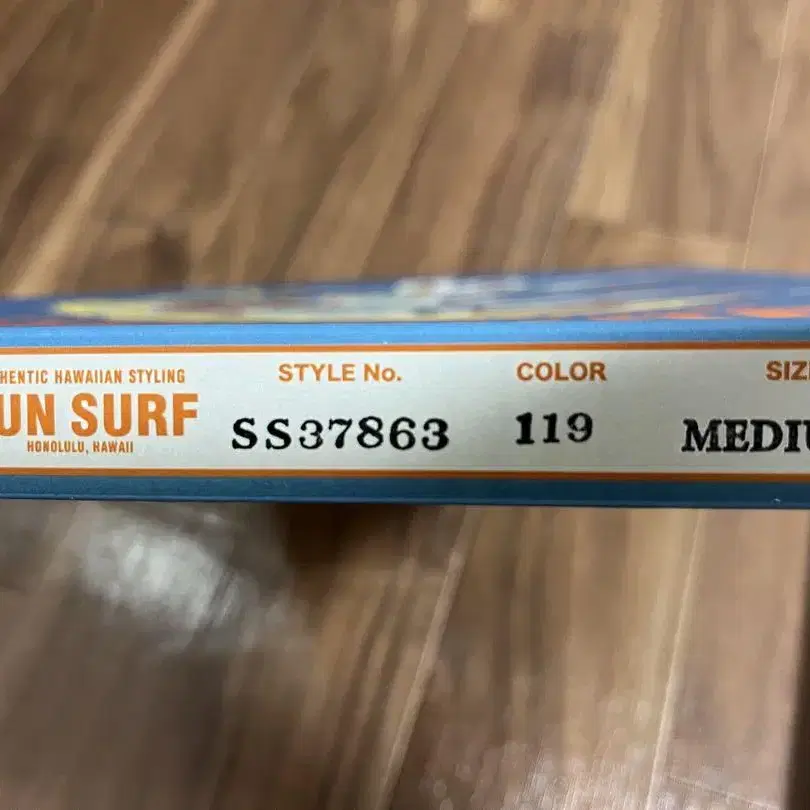 HENTIC HAWAIIAN STYLING
UN SURF
HONOLULU, HAWAII
STYLE No.
SS37863
COLOR
119
SIZ
MEDIU